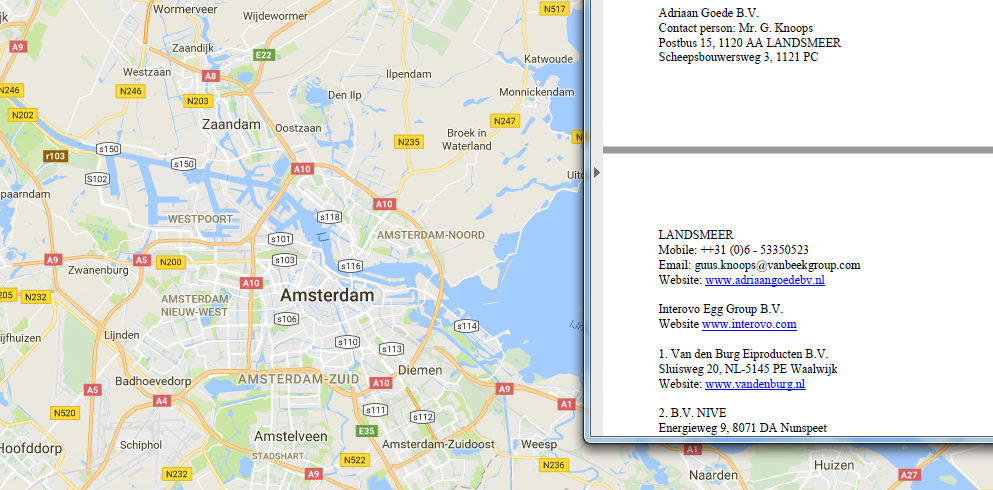 Wormerveer
Wijdewormer
N517
A9
Zaandijk
E22
Katwoude
Westzaan
A8
Ilpendam
N246
N246
N203
Den Ilp
Monnickendam
N202
Zaandam
Oostzaan
N247
Broek in
Waterland
N235
s150
r103
s150
A10
S102
paarndam
A10
WESTPOORT
s118
s101
IJ
AMSTERDAM-NOORD
A9
A5
N200
s103
s116
Zwanenburg
A10
N232
AMSTERDAM
NIEUW-WEST
Amsterdam
s106
s114
Lijnden
s110
s113
Badhoevedorp
AMSTERDAM-ZUID
A10
Diemen
A5
A4
A9
A1
N520
s111
s112
E35
Hoofddorp
Schiphol
Amstelveen
STADSHART
Amsterdam-Zuidoost
Weesp
A1
N232
A9
N522
N236
Naarden
Huizen
A27
Adriaan Goede B.V.
Contact person: Mr. G. Knoops
Postbus 15, 1120 AA LANDSMEER
Scheepsbouwersweg 3, 1121 PC
LANDSMEER
Mobile: ++31 (0)6 - 53350523
Email: guus.knoops@vanbeekgroup.com
Website: www.adriaangoedebv.nl
Interovo Egg Group B.V.
Website www.interovo.com
1. Van den Burg Eiproducten B.V.
Sluisweg 20, NL-5145 PE Waalwijk
Website: www.vandenburg.nl
2. B.V. NIVE
Energieweg 9, 8071 DA Nunspeet